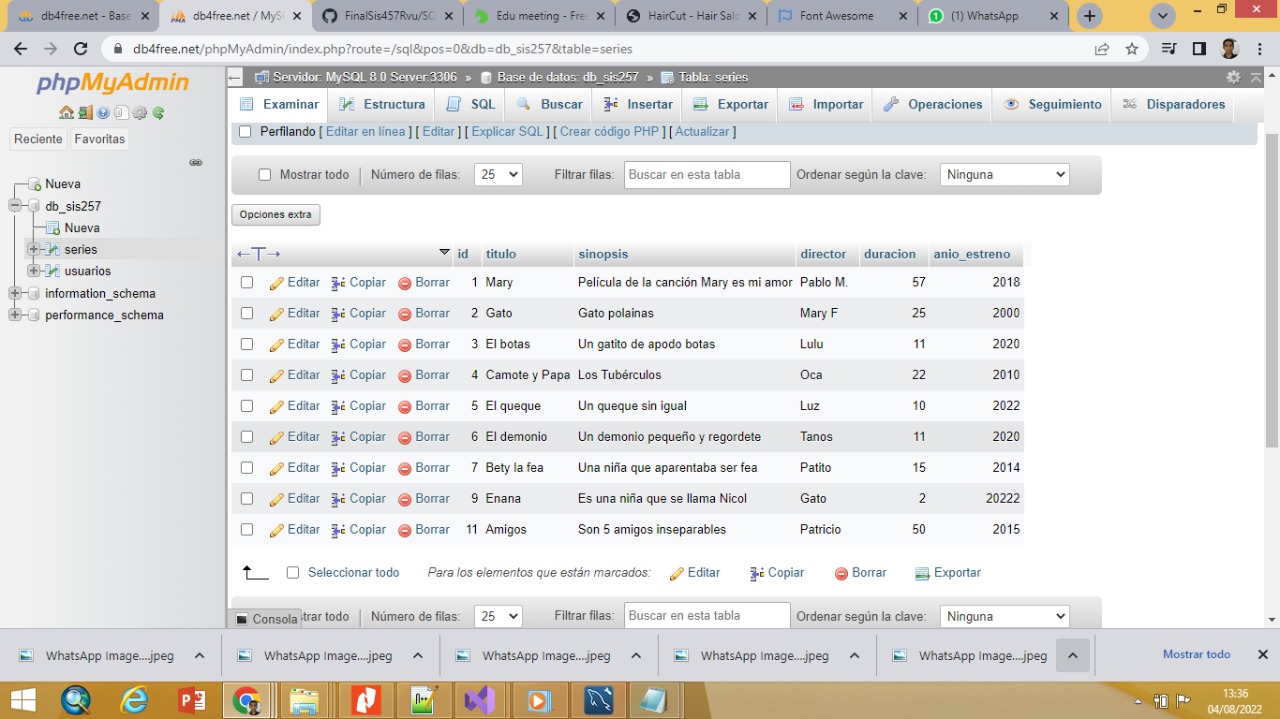 db4free.net - Base
db4free.net / MyS
FinalSis457Rvu/SC
Edu meeting - Fre
HairCut - Hair Salo
Font Awesome
(1) WhatsApp
db4free.net/phpMyAdmin/index.php?route=/sql&pos=0&db=db_sis257&table=series
phpMyAdmin
Reciente Favoritas
Nueva
db_sis257
Nueva
series
usuarios
information_schema
performance_schema
Servidor: MySQL 8.0 Server:3306 » Base de datos: db_sis257 » Tabla: series
Examinar Estructura SQL Buscar Insertar Exportar Importar Operaciones Seguimiento Disparadores
Perfilando [ Editar en línea ] [ Editar ] [ Explicar SQL ] [ Crear código PHP ] [ Actualizar ]
Mostrar todo Número de filas: 25 Filtrar filas: Buscar en esta tabla Ordenar según la clave: Ninguna
Opciones extra
←T→ id titulo sinopsis director duracion anio_estreno
Editar Copiar Borrar 1 Mary Película de la canción Mary es mi amor Pablo M. 57 2018
Editar Copiar Borrar 2 Gato Gato polainas Mary F 25 2000
Editar Copiar Borrar 3 El botas Un gatito de apodo botas Lulu 11 2020
Editar Copiar Borrar 4 Camote y Papa Los Tubérculos Oca 22 2010
Editar Copiar Borrar 5 El queque Un queque sin igual Luz 10 2022
Editar Copiar Borrar 6 El demonio Un demonio pequeño y regordete Tanos 11 2020
Editar Copiar Borrar 7 Bety la fea Una niña que aparentaba ser fea Patito 15 2014
Editar Copiar Borrar 9 Enana Es una niña que se llama Nicol Gato 2 20222
Editar Copiar Borrar 11 Amigos Son 5 amigos inseparables Patricio 50 2015
Seleccionar todo Para los elementos que están marcados: Editar Copiar Borrar Exportar
Consola strar todo Número de filas: 25 Filtrar filas: Buscar en esta tabla Ordenar según la clave: Ninguna
WhatsApp Image....jpeg WhatsApp Image....jpeg WhatsApp Image....jpeg WhatsApp Image....jpeg WhatsApp Image....jpeg Mostrar todo
13:36
04/08/2022